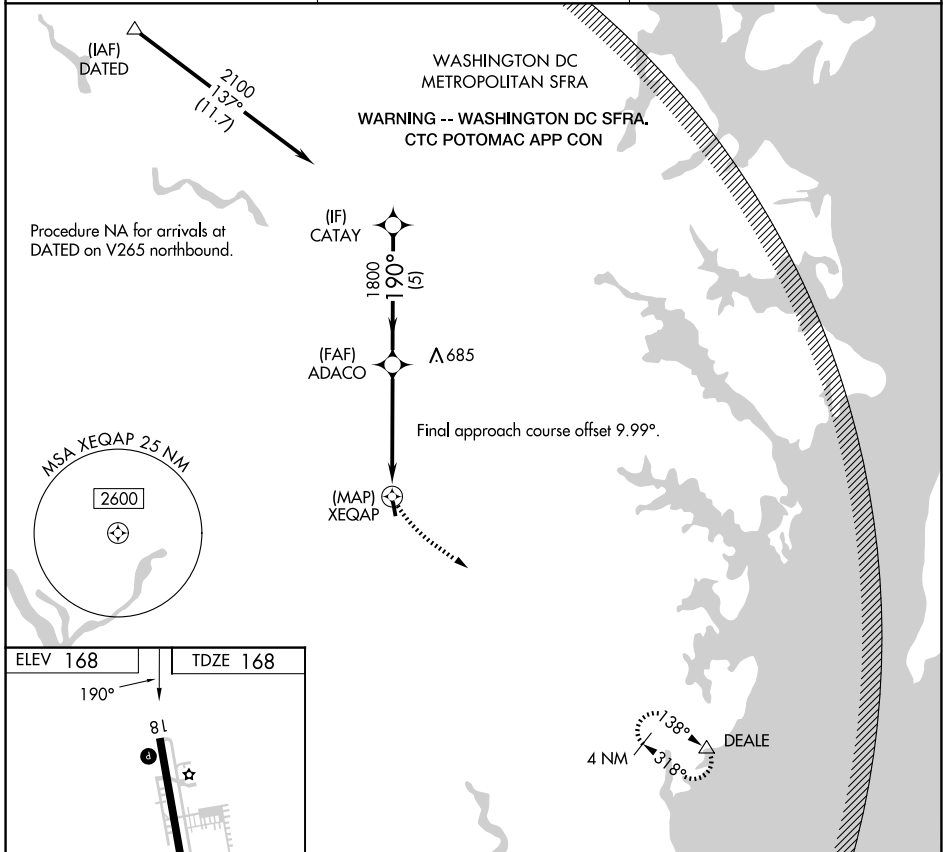 (IAF)
DATED
2100
137°
(11.7)
WASHINGTON DC
METROPOLITAN SFRA
WARNING -- WASHINGTON DC SFRA.
CTC POTOMAC APP CON
Procedure NA for arrivals at
DATED on V265 northbound.
(IF)
CATAY
1800
190°
(5)
(FAF)
ADACO
685
Final approach course offset 9.99°.
MSA XEQAP 25 NM
2600
(MAP)
XEQAP
ELEV 168
TDZE 168
190°
18
P
138°
318°
4 NM
DEALE